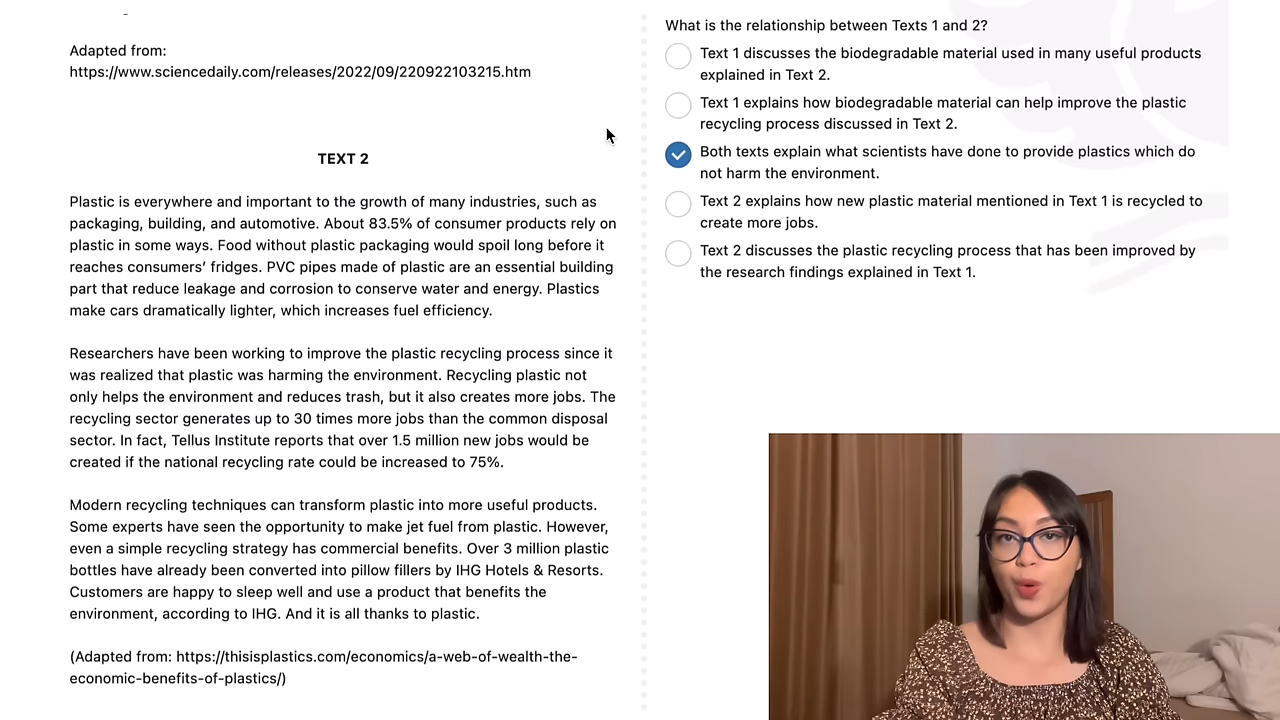 Adapted from:
https://www.sciencedaily.com/releases/2022/09/220922103215.htm
TEXT 2
Plastic is everywhere and important to the growth of many industries, such as
packaging, building, and automotive. About 83.5% of consumer products rely on
plastic in some ways. Food without plastic packaging would spoil long before it
reaches consumers’ fridges. PVC pipes made of plastic are an essential building
part that reduce leakage and corrosion to conserve water and energy. Plastics
make cars dramatically lighter, which increases fuel efficiency.
Researchers have been working to improve the plastic recycling process since it
was realized that plastic was harming the environment. Recycling plastic not
only helps the environment and reduces trash, but it also creates more jobs. The
recycling sector generates up to 30 times more jobs than the common disposal
sector. In fact, Tellus Institute reports that over 1.5 million new jobs would be
created if the national recycling rate could be increased to 75%.
Modern recycling techniques can transform plastic into more useful products.
Some experts have seen the opportunity to make jet fuel from plastic. However,
even a simple recycling strategy has commercial benefits. Over 3 million plastic
bottles have already been converted into pillow fillers by IHG Hotels & Resorts.
Customers are happy to sleep well and use a product that benefits the
environment, according to IHG. And it is all thanks to plastic.
(Adapted from: https://thisisplastics.com/economics/a-web-of-wealth-the-
economic-benefits-of-plastics/)
What is the relationship between Texts 1 and 2?
Text 1 discusses the biodegradable material used in many useful products
explained in Text 2.
Text 1 explains how biodegradable material can help improve the plastic
recycling process discussed in Text 2.
Both texts explain what scientists have done to provide plastics which do
not harm the environment.
Text 2 explains how new plastic material mentioned in Text 1 is recycled to
create more jobs.
Text 2 discusses the plastic recycling process that has been improved by
the research findings explained in Text 1.